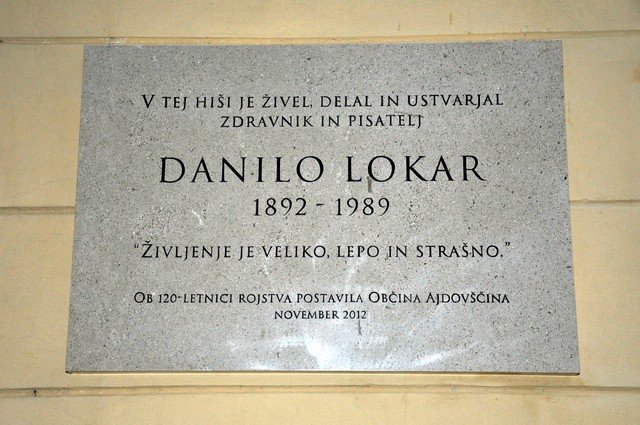 V TEJ HIŠI JE ŽIVEL, DELAL IN USTVARJAL
ZDRAVNIK IN PISATELJ
DANILO LOKAR
1892 - 1989
“ŽIVLJENJE JE VELIKO, LEPO IN STRAŠNO.”
OB 120-LETNICI ROJSTVA POSTAVILA OBČINA AJDOVŠČINA
NOVEMBER 2012